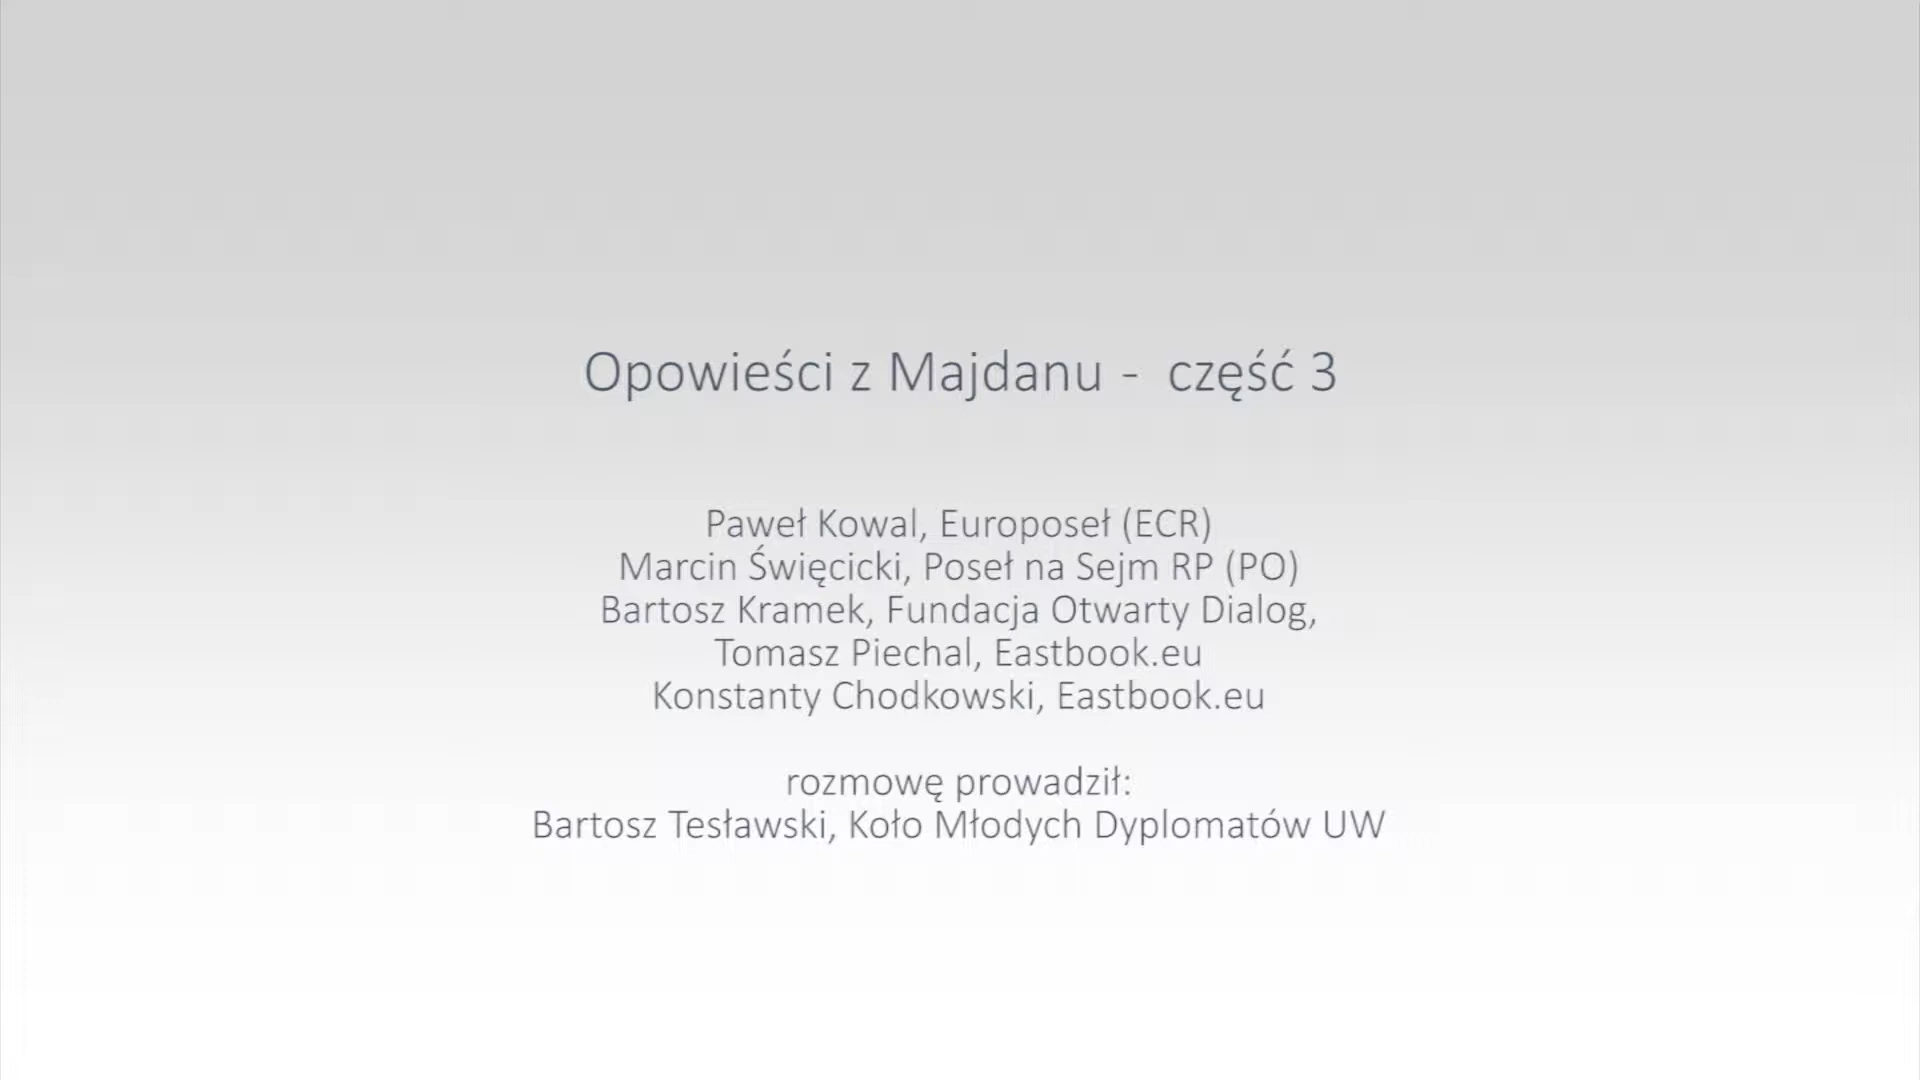 Opowieści z Majdanu - część 3
Paweł Kowal, Europoseł (ECR)
Marcin Święcicki, Poseł na Sejm RP (PO)
Bartosz Kramek, Fundacja Otwarty Dialog,
Tomasz Piechal, Eastbook.eu
Konstanty Chodkowski, Eastbook.eu
rozmowę prowadził:
Bartosz Tesławski, Koło Młodych Dyplomatów UW